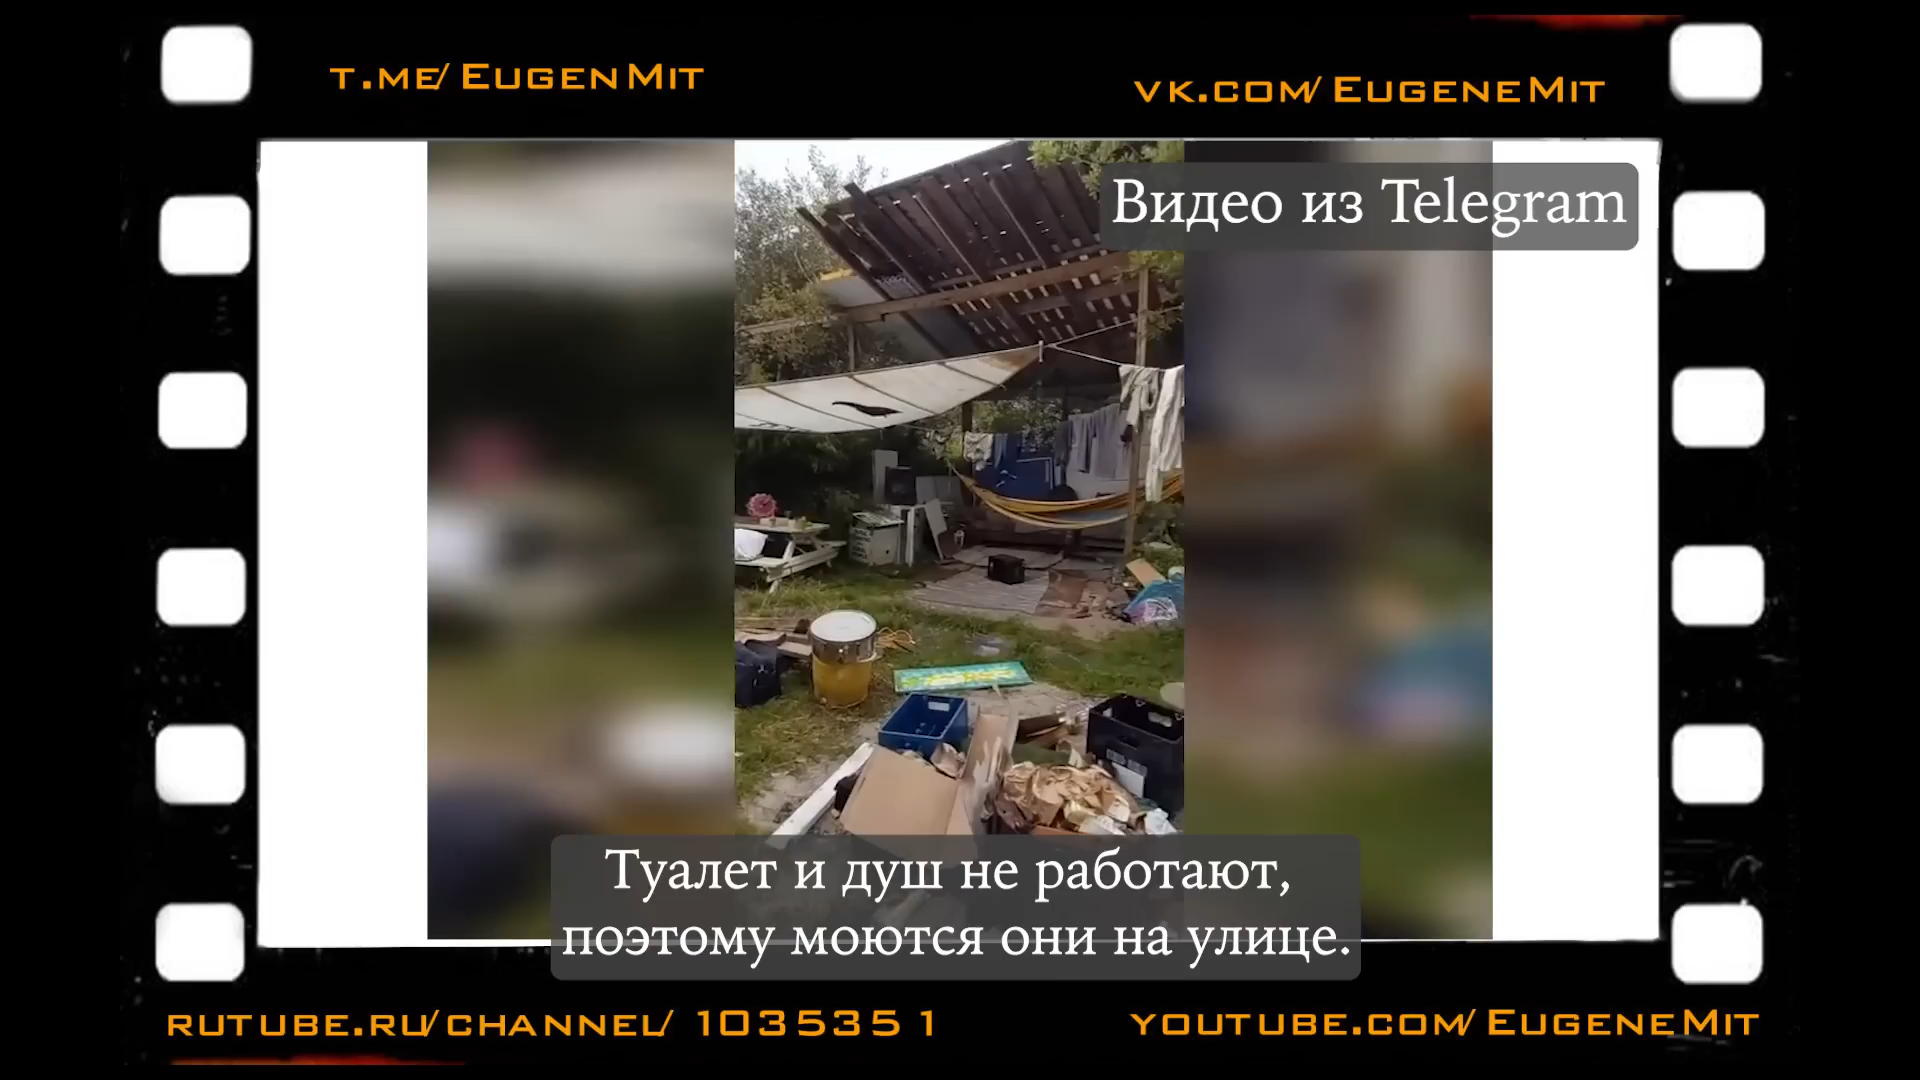 T.ME/EUGENMIT
VK.COM/EUGENEMIT
Видео из Telegram
Туалет и душ не работают,
поэтому моются они на улице.
RUTUBE.RU/CHANNEL/1035351
YOUTUBE.COM/EUGENEMIT